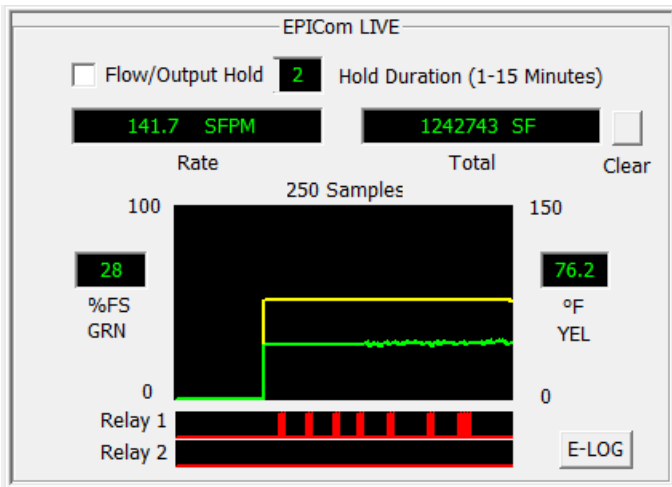 EPICom LIVE
Flow/Output Hold 2 Hold Duration (1-15 Minutes)
141.7 SFPM 1242743 SF
Rate Total Clear
250 Samples
100 150
28 76.2
%FS ºF
GRN YEL
0 0
Relay 1
Relay 2 E-LOG